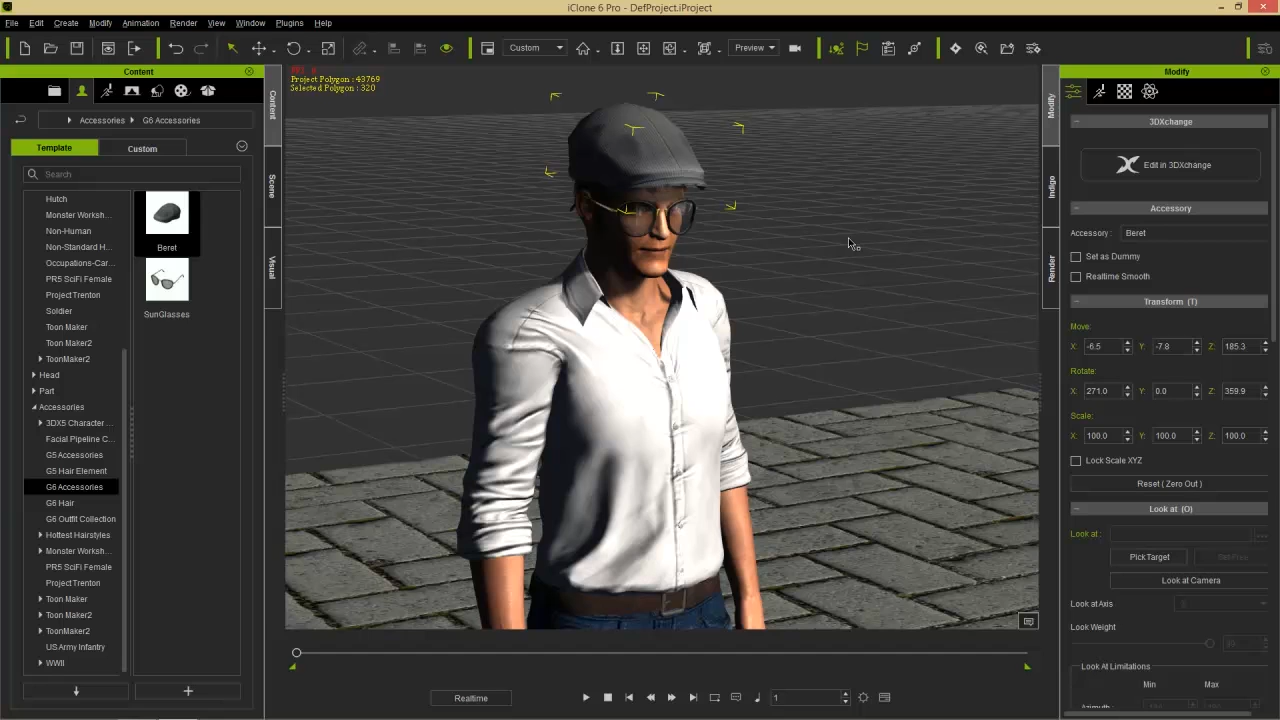 iClone 6 Pro - DefProject.iProject
File Edit Create Modify Animation Render View Window Plugins Help
Custom
Preview
Content
Accessories
G6 Accessories
Template
Custom
Search
Hutch
Monster Worksh...
Non-Human
Non-Standard H...
Occupations-Car...
PR5 SciFi Female
Project Trenton
Soldier
Toon Maker
Toon Maker2
ToonMaker2
Head
Part
Accessories
3DX5 Character ...
Facial Pipeline C...
G5 Accessories
G5 Hair Element
G6 Accessories
G6 Hair
G6 Outfit Collection
Hottest Hairstyles
Monster Worksh...
PR5 SciFi Female
Project Trenton
Toon Maker
Toon Maker2
ToonMaker2
US Army Infantry
WWII
Beret
SunGlasses
Content
Scene
Visual
Project Polygon : 43769
Selected Polygon : 320
Realtime
1
Modify
Indigo
Render
Modify
3DXchange
Edit in 3DXchange
Accessory
Accessory : Beret
Set as Dummy
Realtime Smooth
Transform (T)
Move:
X: -6.5 Y: -7.8 Z: 185.3
Rotate:
X: 271.0 Y: 0.0 Z: 359.9
Scale:
X: 100.0 Y: 100.0 Z: 100.0
Lock Scale XYZ
Reset ( Zero Out )
Look at (O)
Look at :
Pick Target
Look at Camera
Look at Axis
Look Weight
Look At Limitations
Min Max